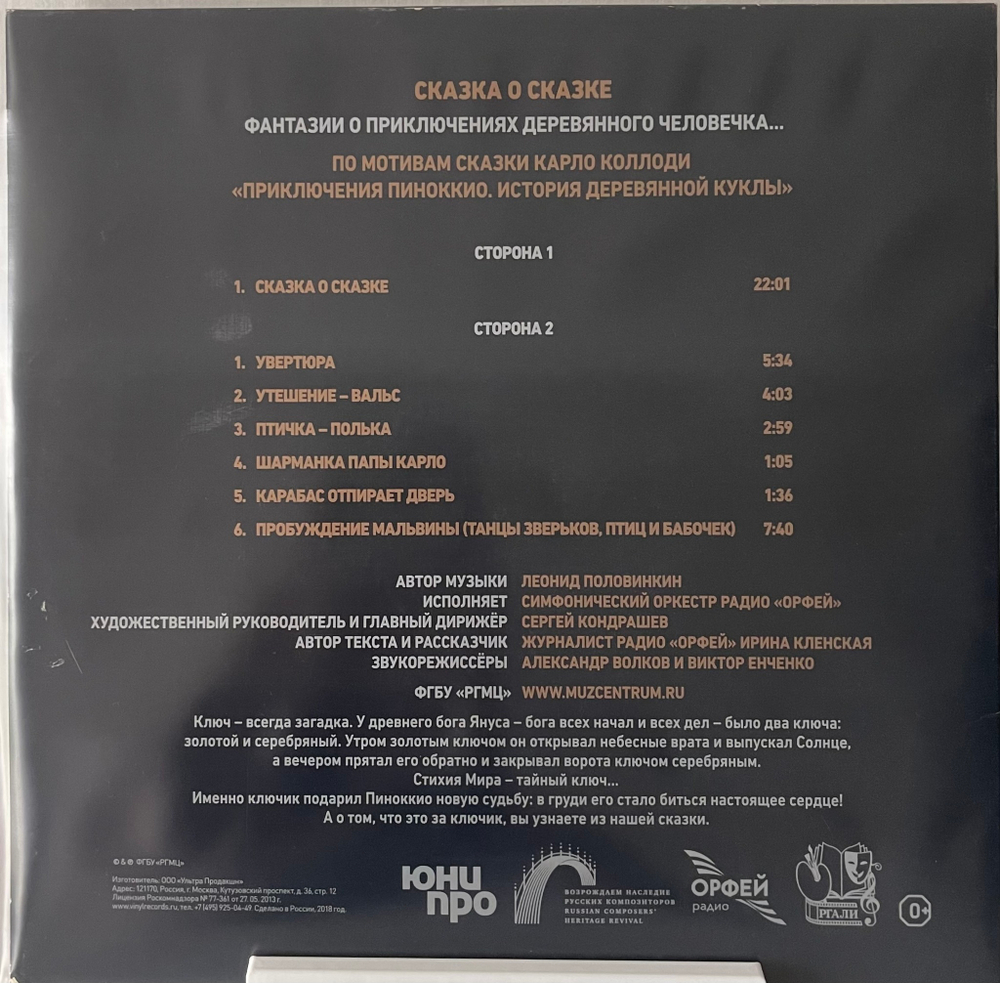 СКАЗКА О СКАЗКЕ
ФАНТАЗИИ О ПРИКЛЮЧЕНИЯХ ДЕРЕВЯННОГО ЧЕЛОВЕЧКА...
ПО МОТИВАМ СКАЗКИ КАРЛО КОЛЛОДИ
«ПРИКЛЮЧЕНИЯ ПИНОККИО. ИСТОРИЯ ДЕРЕВЯННОЙ КУКЛЫ»
СТОРОНА 1
1. СКАЗКА О СКАЗКЕ 22:01
СТОРОНА 2
1. УВЕРТЮРА 5:34
2. УТЕШЕНИЕ – ВАЛЬС 4:03
3. ПТИЧКА – ПОЛЬКА 2:59
4. ШАРМАНКА ПАПЫ КАРЛО 1:05
5. КАРАБАС ОТПИРАЕТ ДВЕРЬ 1:36
6. ПРОБУЖДЕНИЕ МАЛЬВИНЫ (ТАНЦЫ ЗВЕРЬКОВ, ПТИЦ И БАБОЧЕК) 7:40
АВТОР МУЗЫКИ ЛЕОНИД ПОЛОВИНКИН
ИСПОЛНЯЕТ СИМФОНИЧЕСКИЙ ОРКЕСТР РАДИО «ОРФЕЙ»
ХУДОЖЕСТВЕННЫЙ РУКОВОДИТЕЛЬ И ГЛАВНЫЙ ДИРИЖЁР СЕРГЕЙ КОНДРАШЕВ
АВТОР ТЕКСТА И РАССКАЗЧИК ЖУРНАЛИСТ РАДИО «ОРФЕЙ» ИРИНА КЛЕНСКАЯ
ЗВУКОРЕЖИССЁРЫ АЛЕКСАНДР ВОЛКОВ И ВИКТОР ЕНЧЕНКО
ФГБУ «РГМЦ» WWW.MUZCENTRUM.RU
Ключ – всегда загадка. У древнего бога Януса – бога всех начал и всех дел – было два ключа:
золотой и серебряный. Утром золотым ключом он открывал небесные врата и выпускал Солнце,
а вечером прятал его обратно и закрывал ворота ключом серебряным.
Стихия Мира – тайный ключ...
Именно ключик подарил Пиноккио новую судьбу: в груди его стало биться настоящее сердце!
А о том, что это за ключик, вы узнаете из нашей сказки.
© & ℗ ФГБУ «РГМЦ»
Изготовитель: ООО «Ультра Продакшн»
Адрес: 121170, Россия, г. Москва, Кутузовский проспект, д. 36, стр. 12
Лицензия Роскомнадзора № 77-361 от 27. 05. 2013 г.
www.vinylrecords.ru, тел. +7 (495) 925-04-49. Сделано в России, 2018 год.
ЮНИ
ПРО
ВОЗРОЖДАЕМ НАСЛЕДИЕ
РУССКИХ КОМПОЗИТОРОВ
RUSSIAN COMPOSERS'
HERITAGE REVIVAL
ОРФЕЙ
радио
РГАЛИ
0+